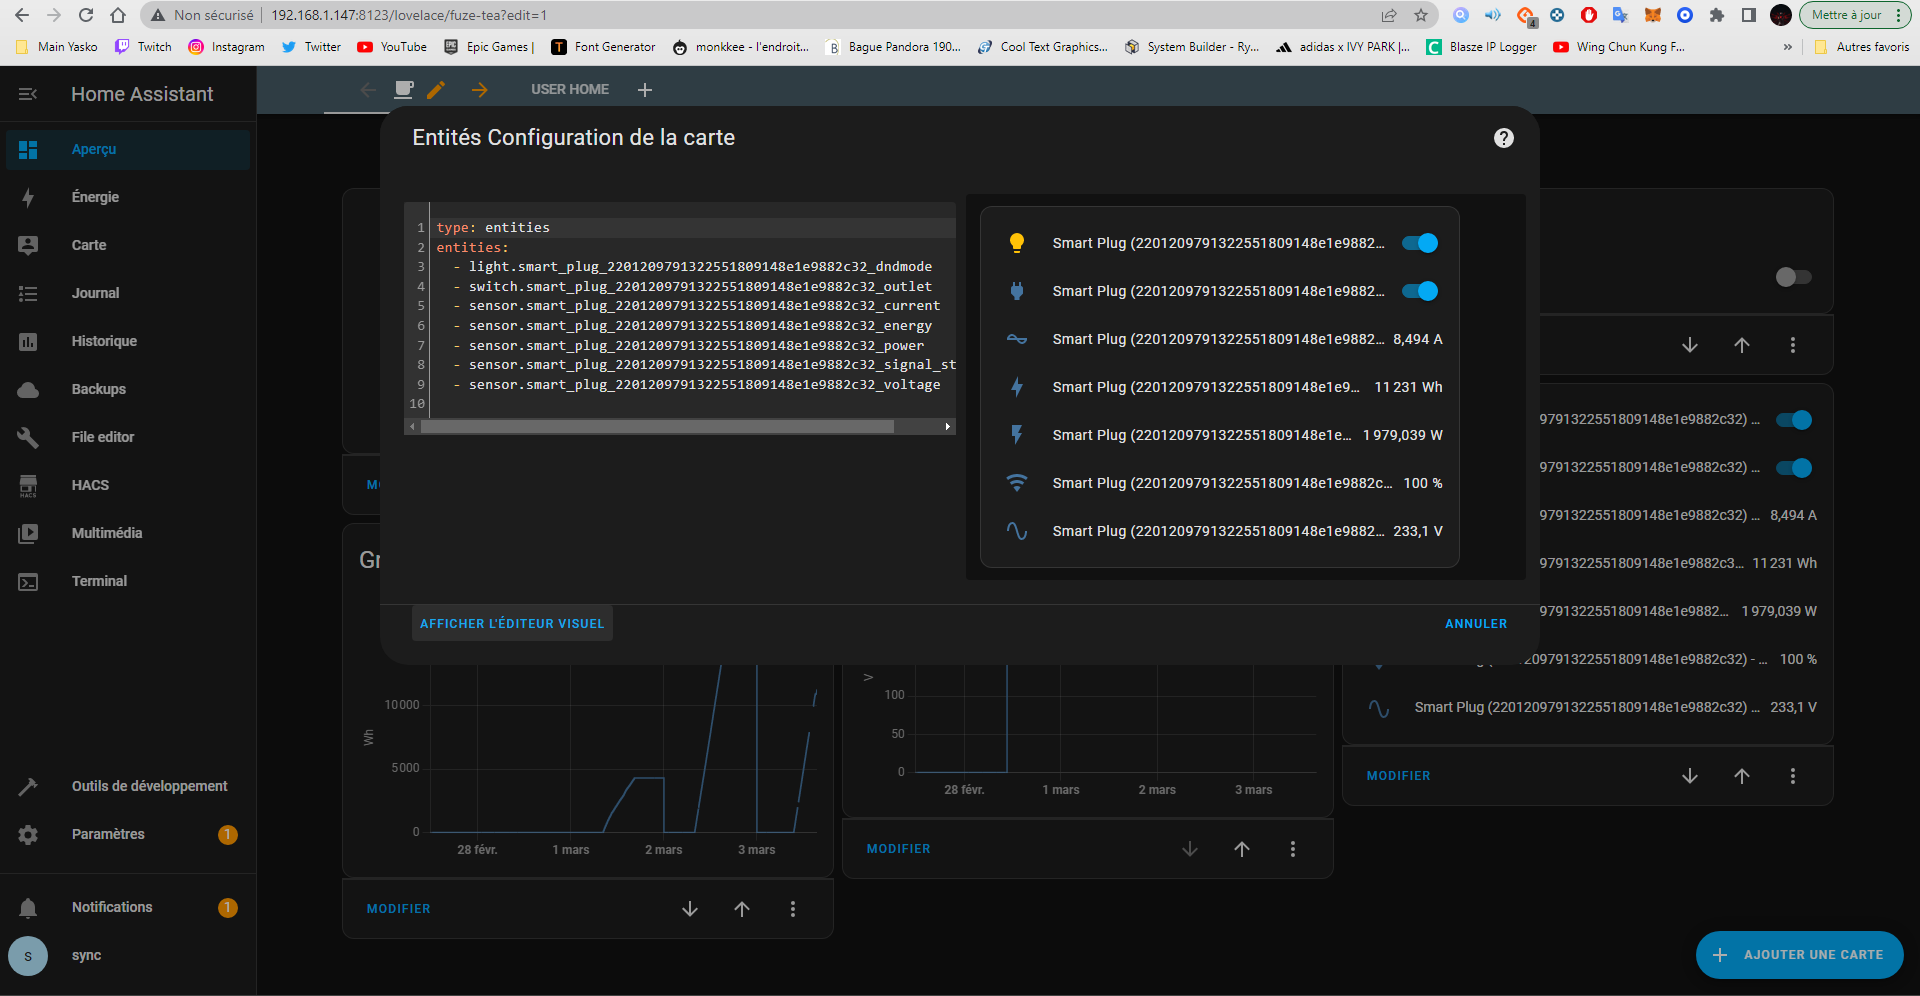 Non sécurisé
192.168.1.147:8123/lovelace/fuze-tea?edit=1
4
Mettre à jour
Main Yasko
Twitch
Instagram
Twitter
YouTube
Epic Games |
Font Generator
monkkee - l'endroit...
Bague Pandora 190...
Cool Text Graphics...
System Builder - Ry...
adidas x IVY PARK |...
Blasze IP Logger
Wing Chun Kung F...
»
Autres favoris
Home Assistant
USER HOME
Aperçu
Énergie
Carte
Journal
Historique
Backups
File editor
HACS
Multimédia
Terminal
Outils de développement
Paramètres 1
Notifications 1
S sync
Entités Configuration de la carte
1 type: entities
2 entities:
3 - light.smart_plug_2201209791322551809148e1e9882c32_dndmode
4 - switch.smart_plug_2201209791322551809148e1e9882c32_outlet
5 - sensor.smart_plug_2201209791322551809148e1e9882c32_current
6 - sensor.smart_plug_2201209791322551809148e1e9882c32_energy
7 - sensor.smart_plug_2201209791322551809148e1e9882c32_power
8 - sensor.smart_plug_2201209791322551809148e1e9882c32_signal_st
9 - sensor.smart_plug_2201209791322551809148e1e9882c32_voltage
10
Smart Plug (2201209791322551809148e1e9882...
Smart Plug (2201209791322551809148e1e9882...
Smart Plug (2201209791322551809148e1e9882... 8,494 A
Smart Plug (2201209791322551809148e1e9... 11 231 Wh
Smart Plug (2201209791322551809148e1e... 1 979,039 W
Smart Plug (2201209791322551809148e1e9882c... 100 %
Smart Plug (2201209791322551809148e1e9882... 233,1 V
AFFICHER L'ÉDITEUR VISUEL
ANNULER
Gr
Wh
10 000
5000
0
28 févr.
1 mars
2 mars
3 mars
MODIFIER
V
100
50
0
28 févr.
1 mars
2 mars
3 mars
MODIFIER
9791322551809148e1e9882c32) ...
9791322551809148e1e9882c32) ...
9791322551809148e1e9882c32) ... 8,494 A
9791322551809148e1e9882c3... 11 231 Wh
9791322551809148e1e9882... 1 979,039 W
209791322551809148e1e9882c32) - ... 100 %
Smart Plug (2201209791322551809148e1e9882c32) ... 233,1 V
MODIFIER
AJOUTER UNE CARTE